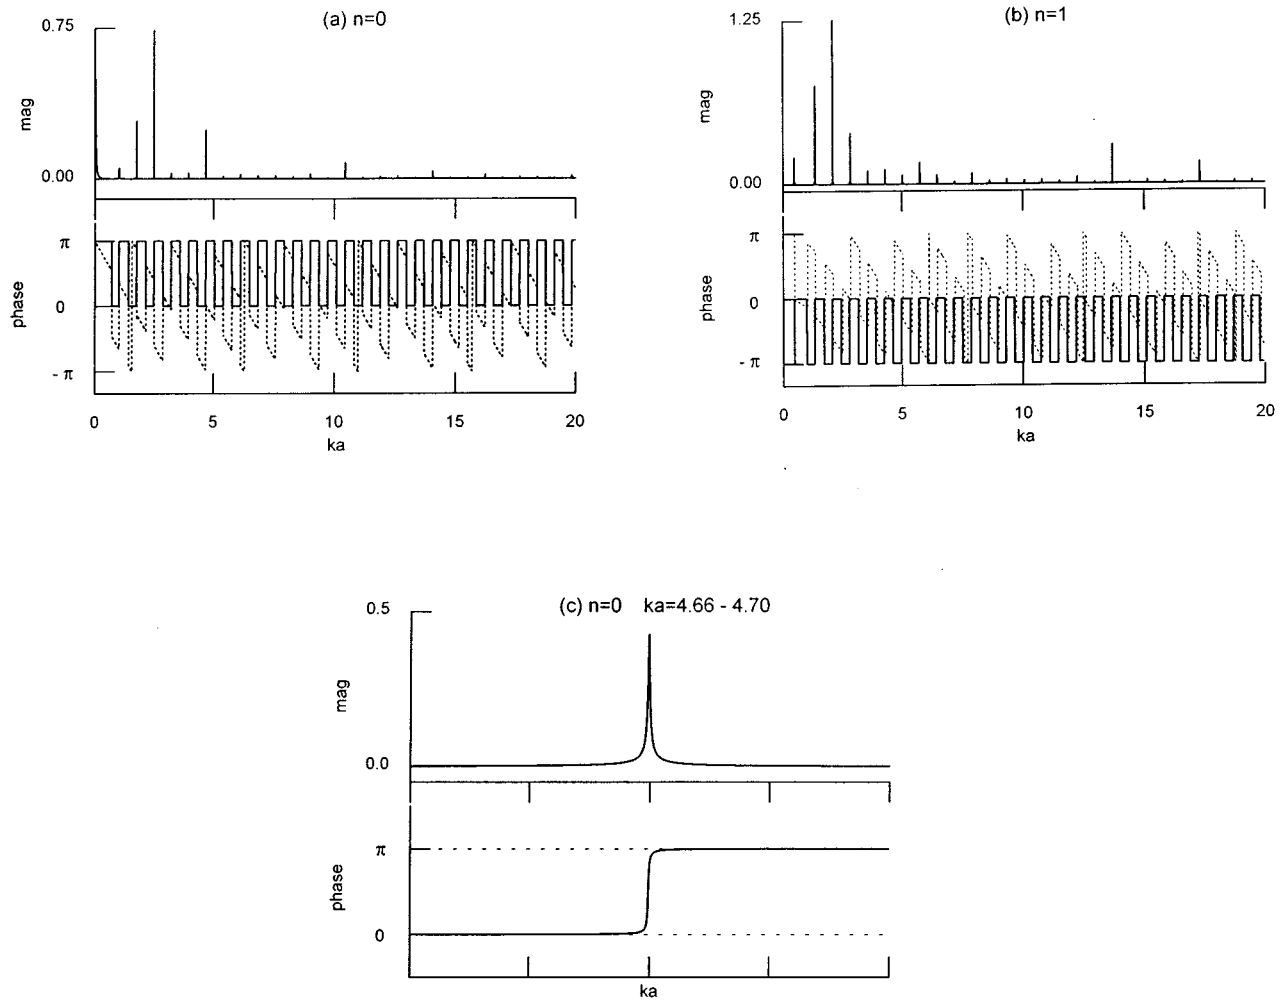 (a) n=0
0.75
mag
0.00
π
0
- π
phase
0 5 10 15 20
ka
(b) n=1
1.25
mag
0.00
π
0
- π
phase
0 5 10 15 20
ka
(c) n=0 ka=4.66 - 4.70
0.5
mag
0.0
π
phase
0
ka